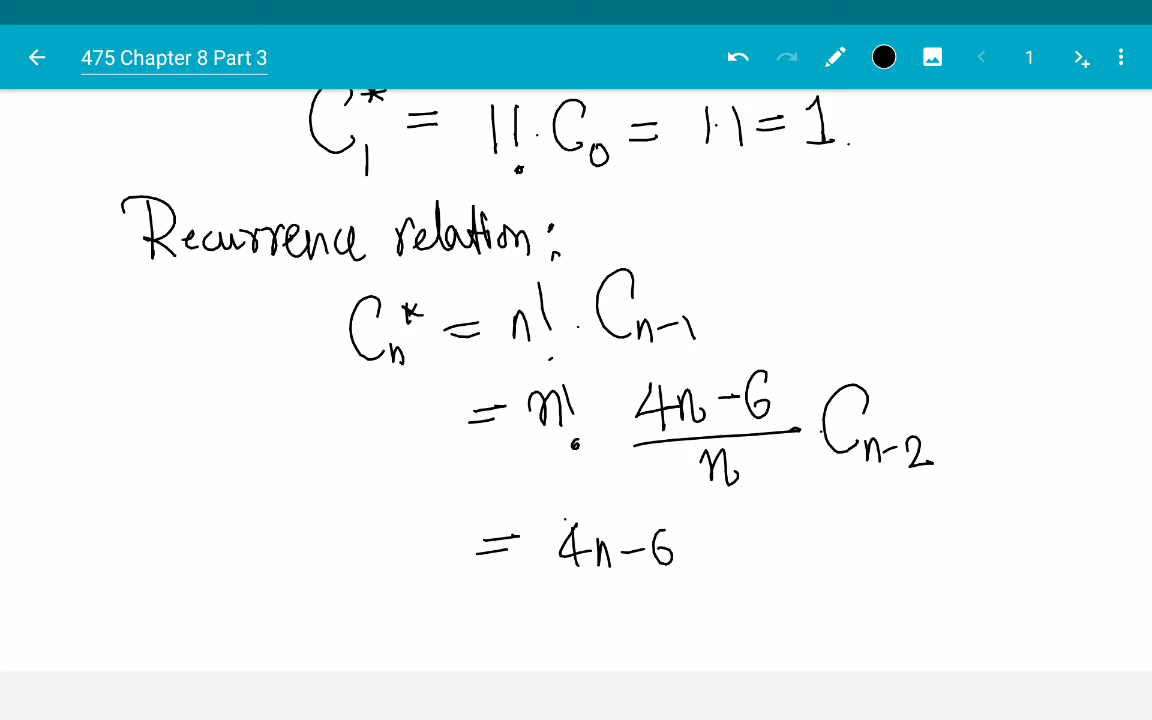 475 Chapter 8 Part 3
1
C₁* = 1! · C₀ = 1·1 = 1.
Recurrence relation:
Cₙ* = n! · Cₙ₋₁
= n! (4n-6)/n · Cₙ₋₂
= 4n-6